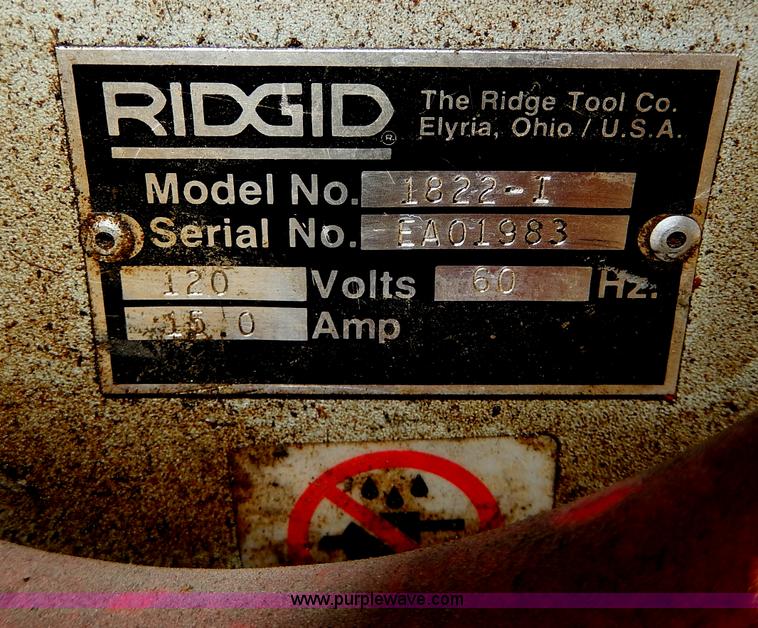 RIDGID®
The Ridge Tool Co.
Elyria, Ohio / U.S.A.
Model No. 1822-I
Serial No. EA01983
120 Volts 60 Hz.
15.0 Amp
www.purplewave.com